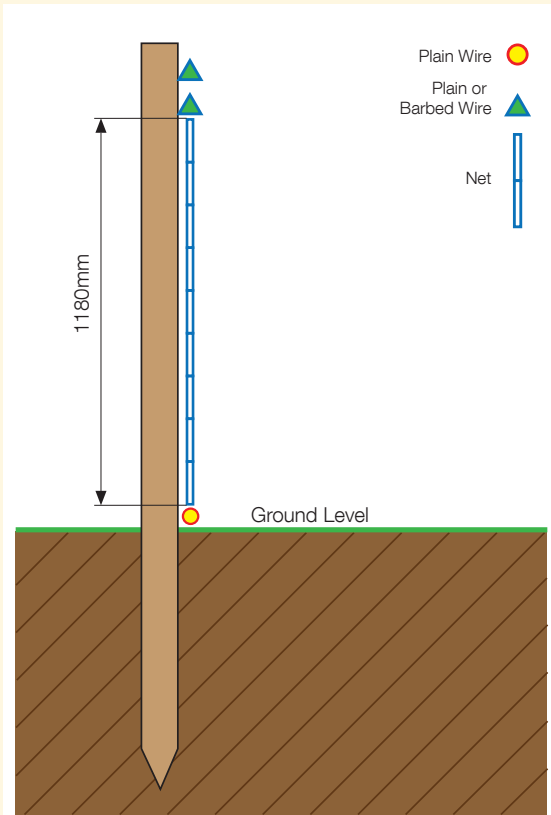 Plain Wire
Plain or
Barbed Wire
Net
1180mm
Ground Level